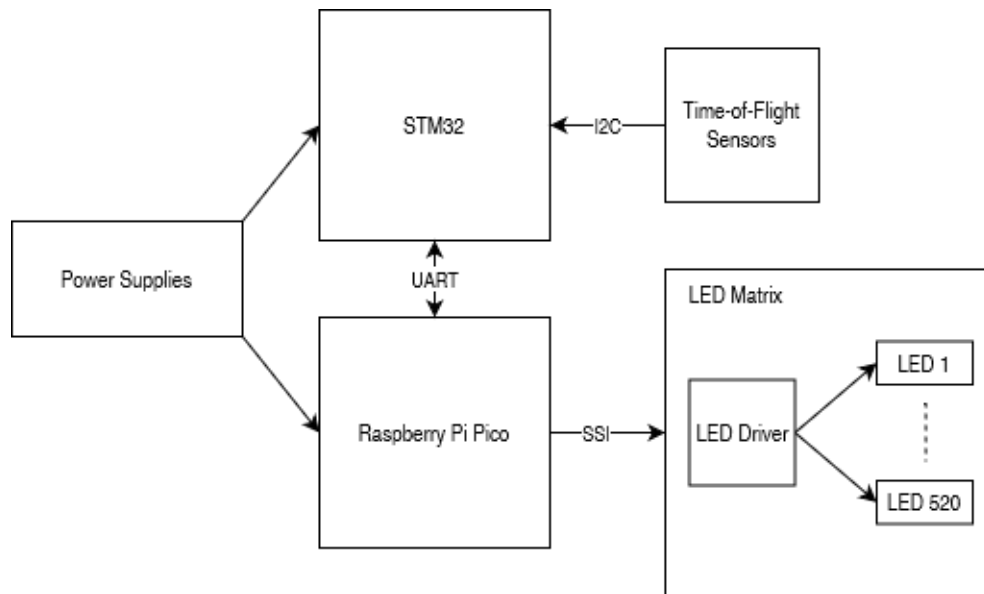 STM32
I2C
Time-of-Flight
Sensors
Power Supplies
UART
LED Matrix
Raspberry Pi Pico
SSI
LED Driver
LED 1
LED 520